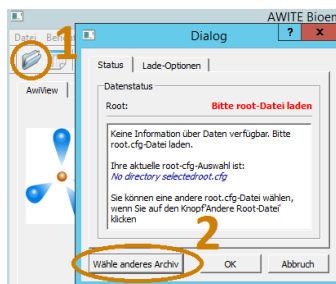 AWITE Bioen
Datei Berich
1
AwiView
Dialog
? x
Status
Lade-Optionen
Datenstatus
Root:
Bitte root-Datei laden
Keine Information über Daten verfügbar. Bitte
root.cfg-Datei laden.
Ihre aktuelle root-cfg-Auswahl ist:
No directory selectedroot.cfg
Sie können eine andere root.cfg-Datei wählen,
wenn Sie auf den Knopf'Andere Root-Datei'
klicken
2
Wähle anderes Archiv
OK
Abbruch